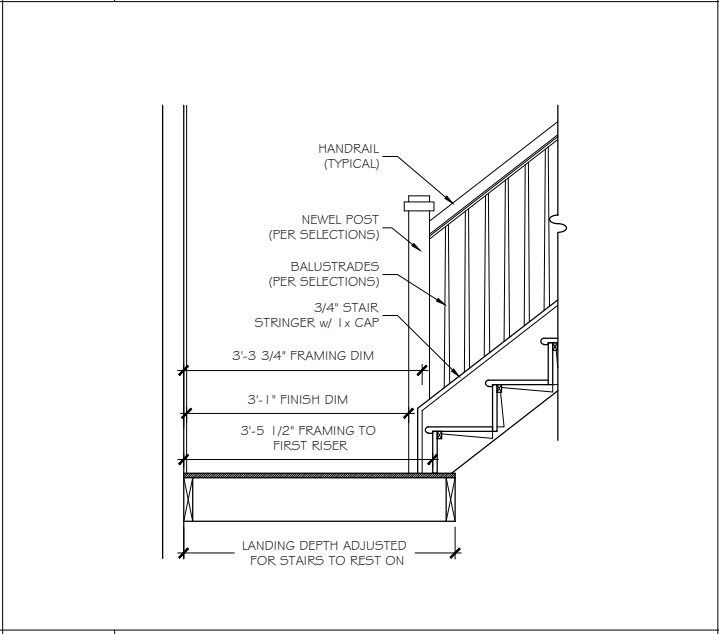 HANDRAIL
(TYPICAL)
NEWEL POST
(PER SELECTIONS)
BALUSTRADES
(PER SELECTIONS)
3/4" STAIR
STRINGER w/ 1x CAP
3'-3 3/4" FRAMING DIM
3'-1" FINISH DIM
3'-5 1/2" FRAMING TO
FIRST RISER
LANDING DEPTH ADJUSTED
FOR STAIRS TO REST ON